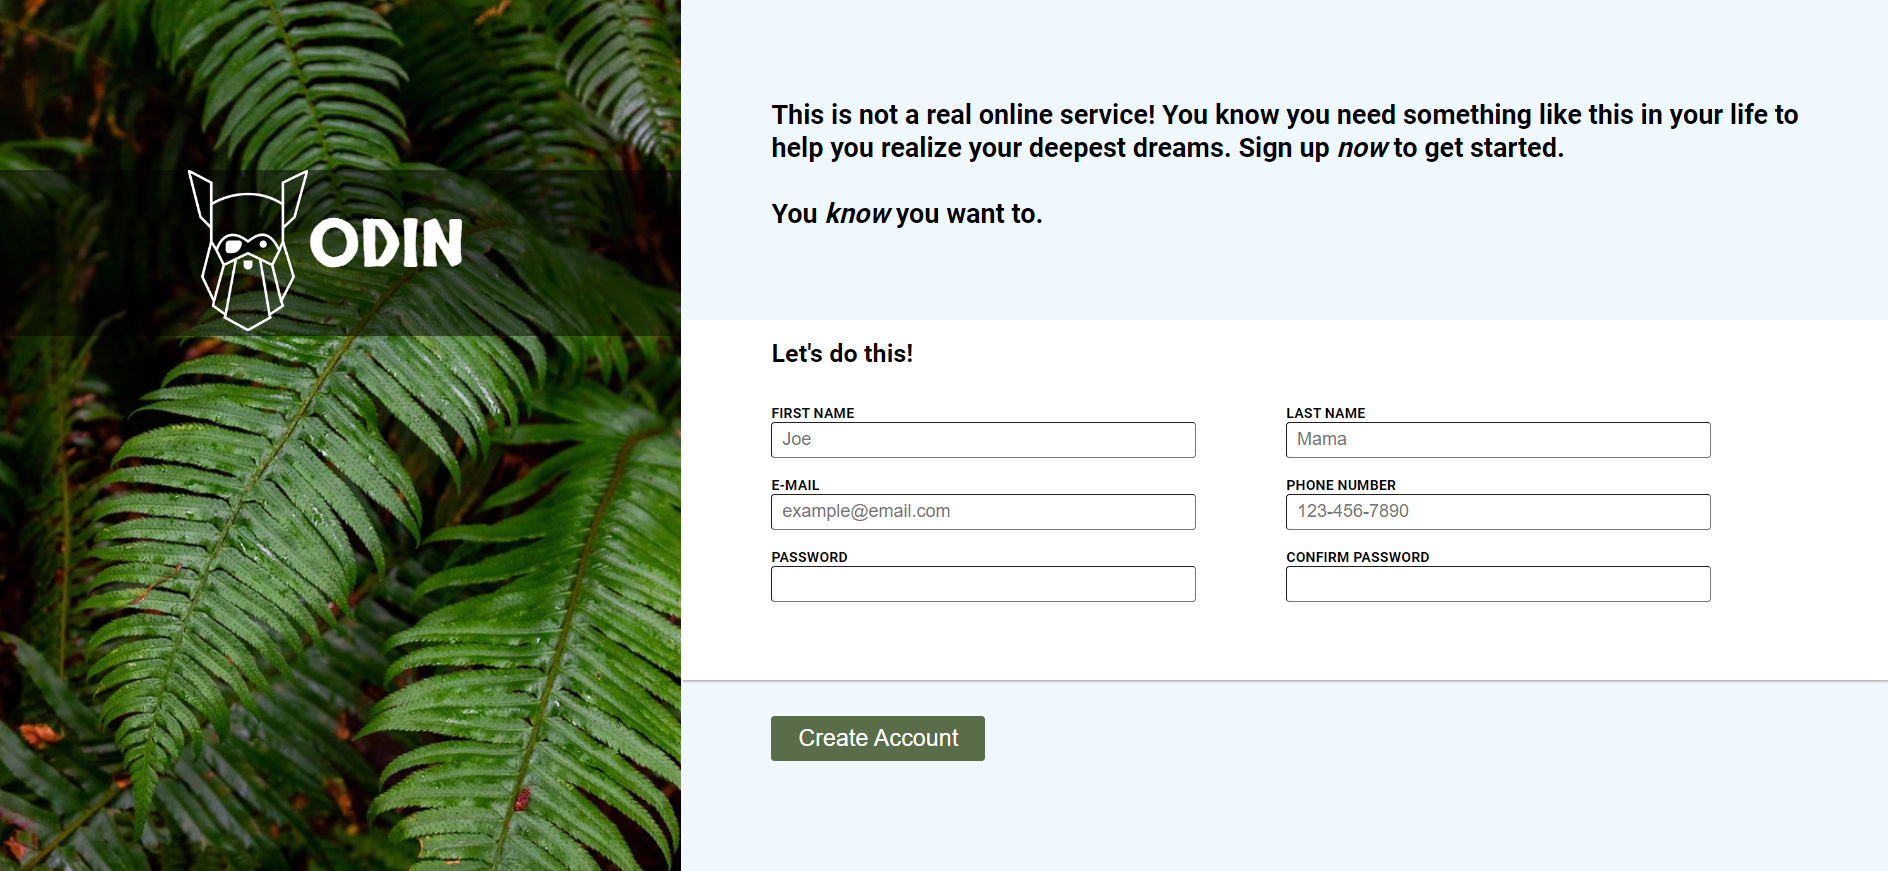 ODIN
This is not a real online service! You know you need something like this in your life to
help you realize your deepest dreams. Sign up now to get started.
You know you want to.
Let's do this!
FIRST NAME
LAST NAME
Joe
Mama
E-MAIL
PHONE NUMBER
example@email.com
123-456-7890
PASSWORD
CONFIRM PASSWORD
Create Account